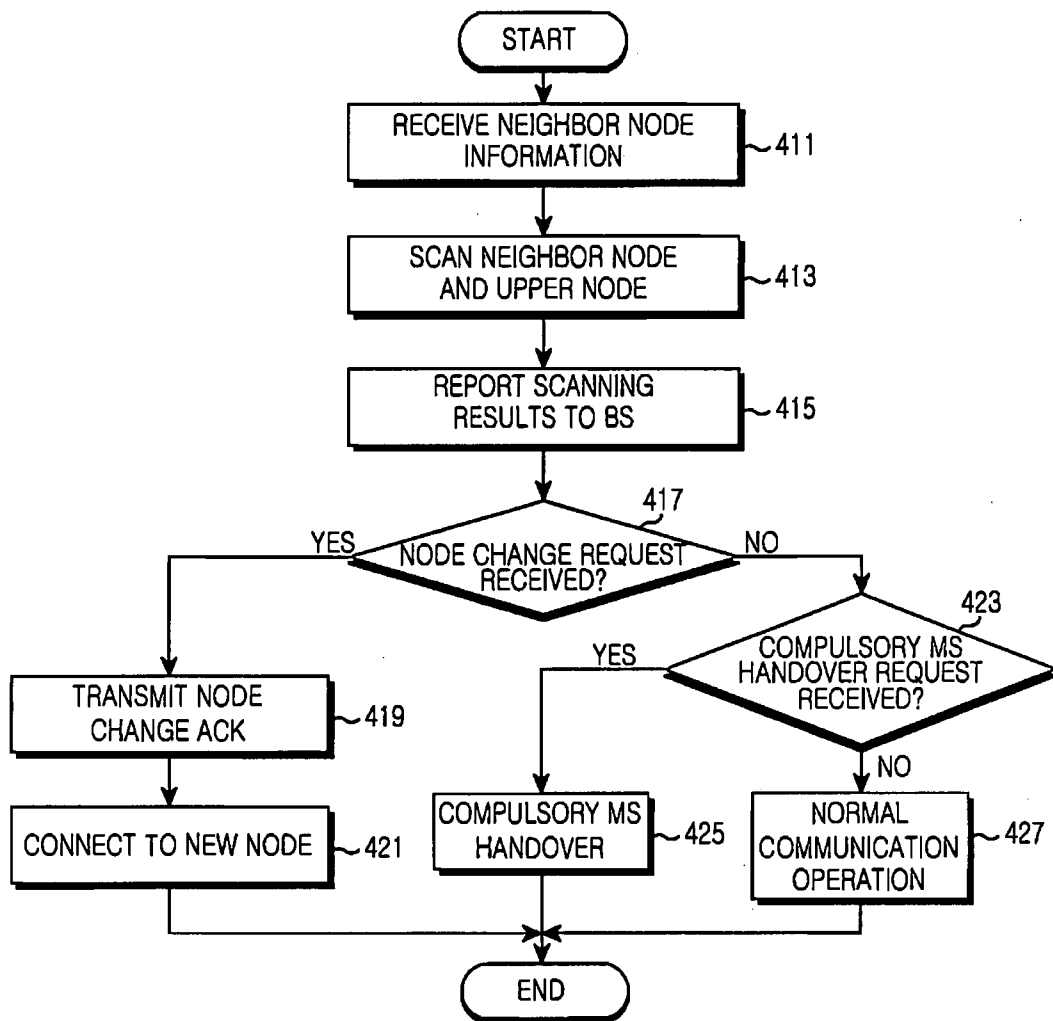 START
RECEIVE NEIGHBOR NODE
INFORMATION
411
SCAN NEIGHBOR NODE
AND UPPER NODE
413
REPORT SCANNING
RESULTS TO BS
415
417
YES
NODE CHANGE REQUEST
RECEIVED?
NO
423
YES
COMPULSORY MS
HANDOVER REQUEST
RECEIVED?
NO
TRANSMIT NODE
CHANGE ACK
419
CONNECT TO NEW NODE
421
COMPULSORY MS
HANDOVER
425
NORMAL
COMMUNICATION
OPERATION
427
END